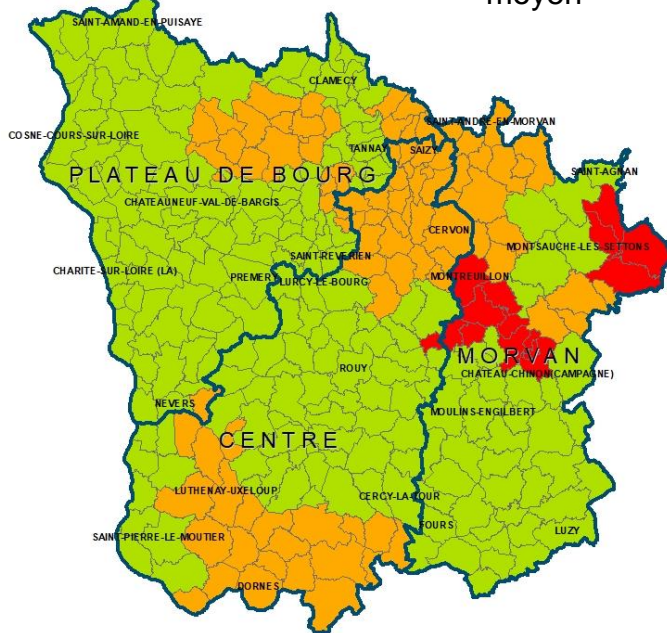 moyen
SAINT-AMAND-EN-PUISAYE
CLAMECY
SAINT-ANDRE-EN-MORVAN
COSNE-COURS-SUR-LOIRE
TANNAY
SAIZY
SAINT-AGNAN
PLATEAU DE BOURG
CHATEAUNEUF-VAL-DE-BARGIS
CERVON
MONTSAUCHE-LES-SETTONS
SAINT-REVERIEN
CHARITE-SUR-LOIRE (LA)
PREMERY
LURCY-LE-BOURG
MONTREUILLON
MORVAN
ROUY
CHATEAU-CHINON(CAMPAGNE)
NEVERS
MOULINS-ENGILBERT
CENTRE
LUTHENAY-UXELOUP
CERCY-LA-TOUR
FOURS
LUZY
SAINT-PIERRE-LE-MOUTIER
DORNES